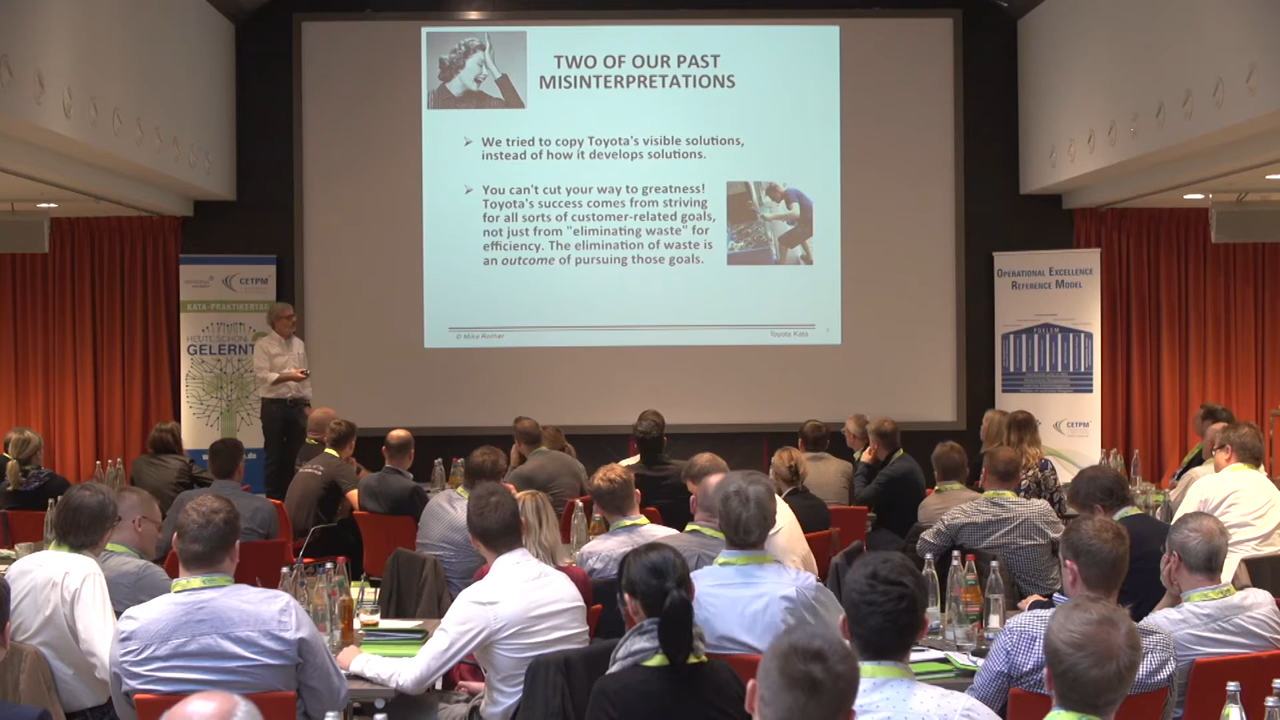 TWO OF OUR PAST
MISINTERPRETATIONS
We tried to copy Toyota's visible solutions,
instead of how it develops solutions.
You can't cut your way to greatness!
Toyota's success comes from striving
for all sorts of customer-related goals,
not just from "eliminating waste" for
efficiency. The elimination of waste is
an outcome of pursuing those goals.
© Mike Rother
Toyota Kata
CETPM
KATA-PRAKTIKERTAG
HEUTE SCHON
GELERNT
OPERATIONAL EXCELLENCE
REFERENCE MODEL
CETPM